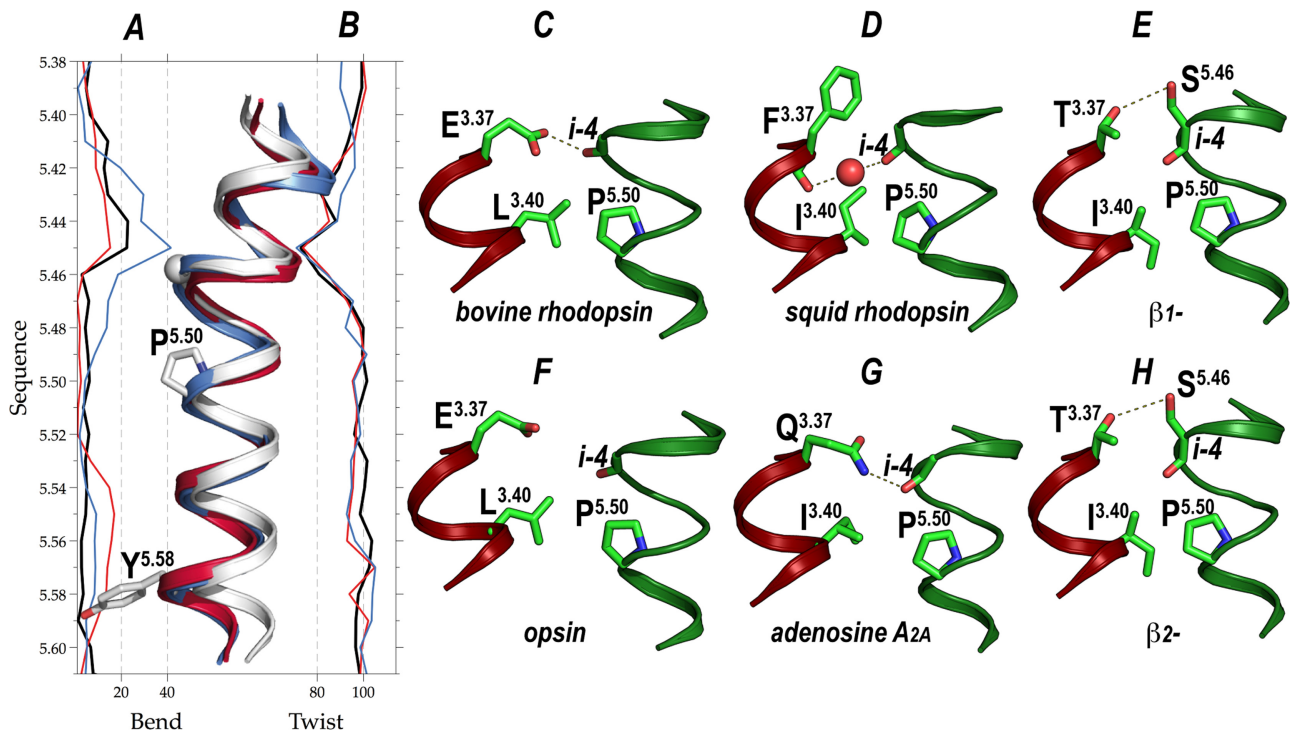 A
B
5.38
5.40
5.42
5.44
5.46
5.48
5.50
5.52
5.54
5.56
5.58
5.60
Sequence
P5.50
Y5.58
20
40
80
100
Bend
Twist
C
E3.37
i-4
L3.40
P5.50
bovine rhodopsin
D
F3.37
i-4
I3.40
P5.50
squid rhodopsin
E
S5.46
T3.37
i-4
P5.50
I3.40
β1-
F
E3.37
i-4
L3.40
P5.50
opsin
G
Q3.37
i-4
I3.40
P5.50
adenosine A2A
H
S5.46
T3.37
i-4
I3.40
P5.50
β2-